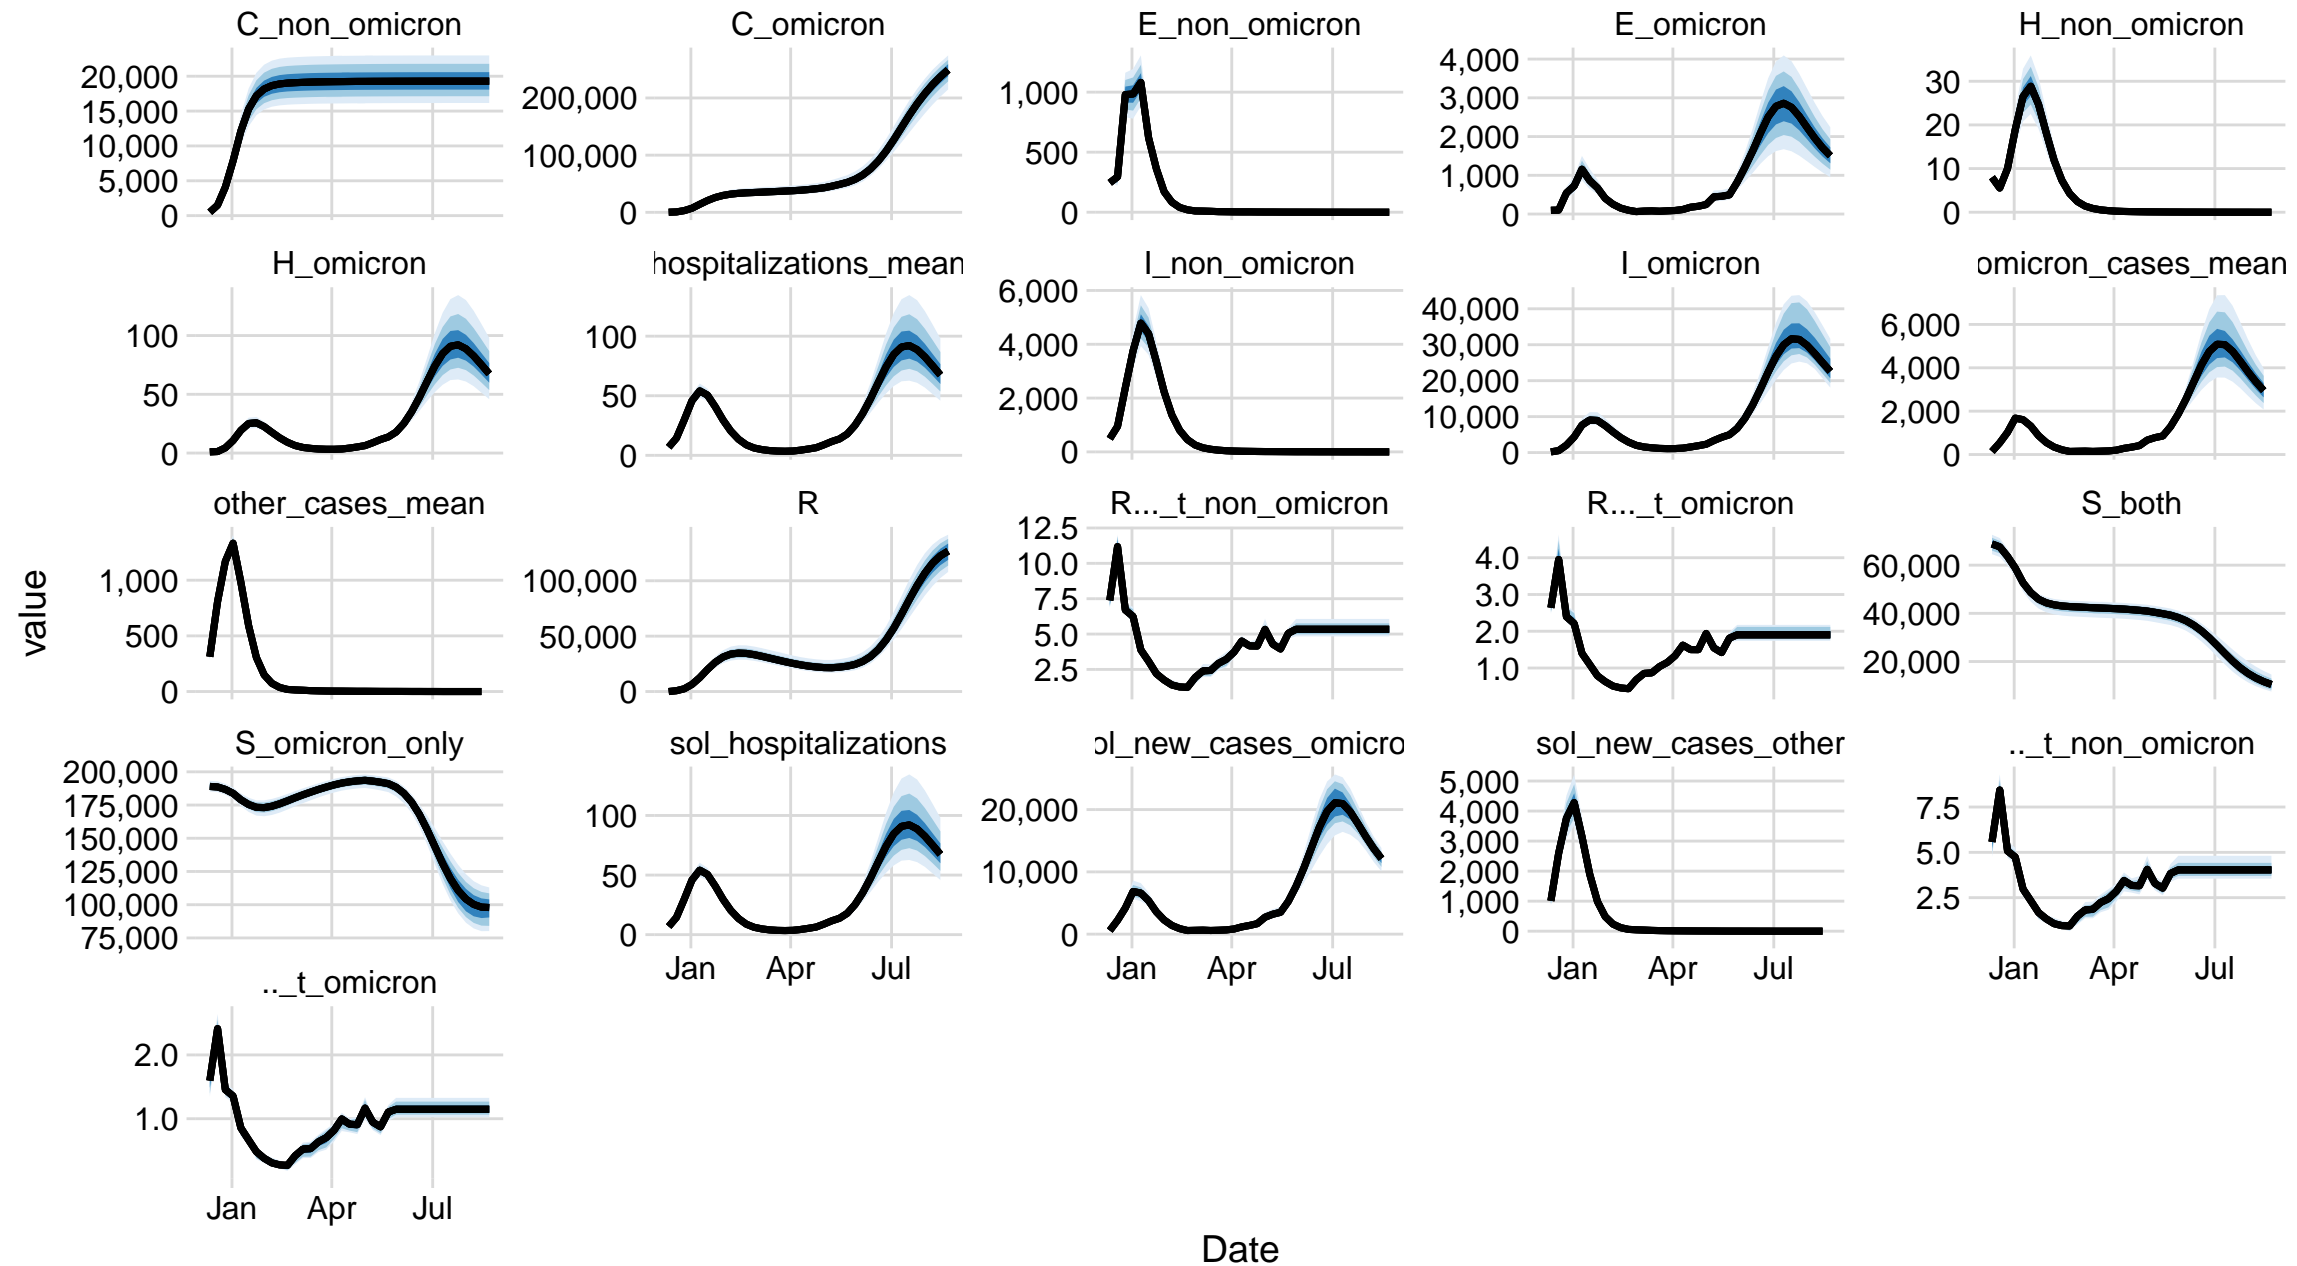 C_non_omicron
C_omicron
E_non_omicron
E_omicron
H_non_omicron
20,000
15,000
10,000
5,000
0
200,000
100,000
0
1,000
500
0
4,000
3,000
2,000
1,000
0
30
20
10
0
H_omicron
hospitalizations_mean
I_non_omicron
I_omicron
omicron_cases_mean
100
50
0
100
50
0
6,000
4,000
2,000
0
40,000
30,000
20,000
10,000
0
6,000
4,000
2,000
0
other_cases_mean
R
R..._t_non_omicron
R..._t_omicron
S_both
1,000
500
0
100,000
50,000
0
12.5
10.0
7.5
5.0
2.5
4.0
3.0
2.0
1.0
60,000
40,000
20,000
S_omicron_only
sol_hospitalizations
ol_new_cases_omicro
sol_new_cases_other
.._t_non_omicron
200,000
175,000
150,000
125,000
100,000
75,000
100
50
0
20,000
10,000
0
5,000
4,000
3,000
2,000
1,000
0
7.5
5.0
2.5
Jan Apr Jul
Jan Apr Jul
Jan Apr Jul
Jan Apr Jul
.._t_omicron
2.0
1.0
Jan Apr Jul
value
Date